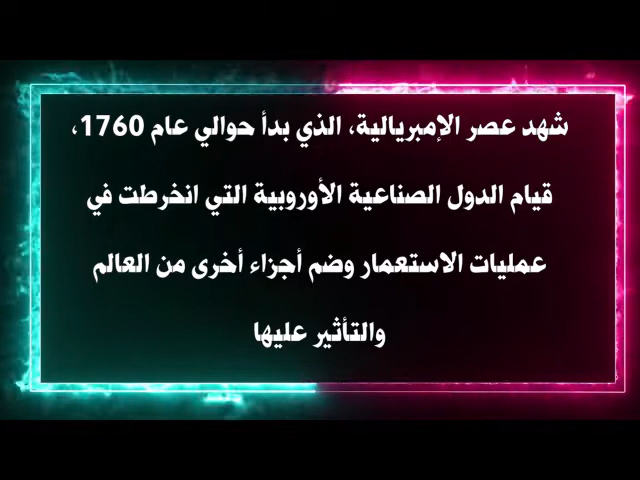 شهد عصر الإمبريالية، الذي بدأ حوالي عام 1760،
قيام الدول الصناعية الأوروبية التي انخرطت في
عمليات الاستعمار وضم أجزاء أخرى من العالم
والتأثير عليها